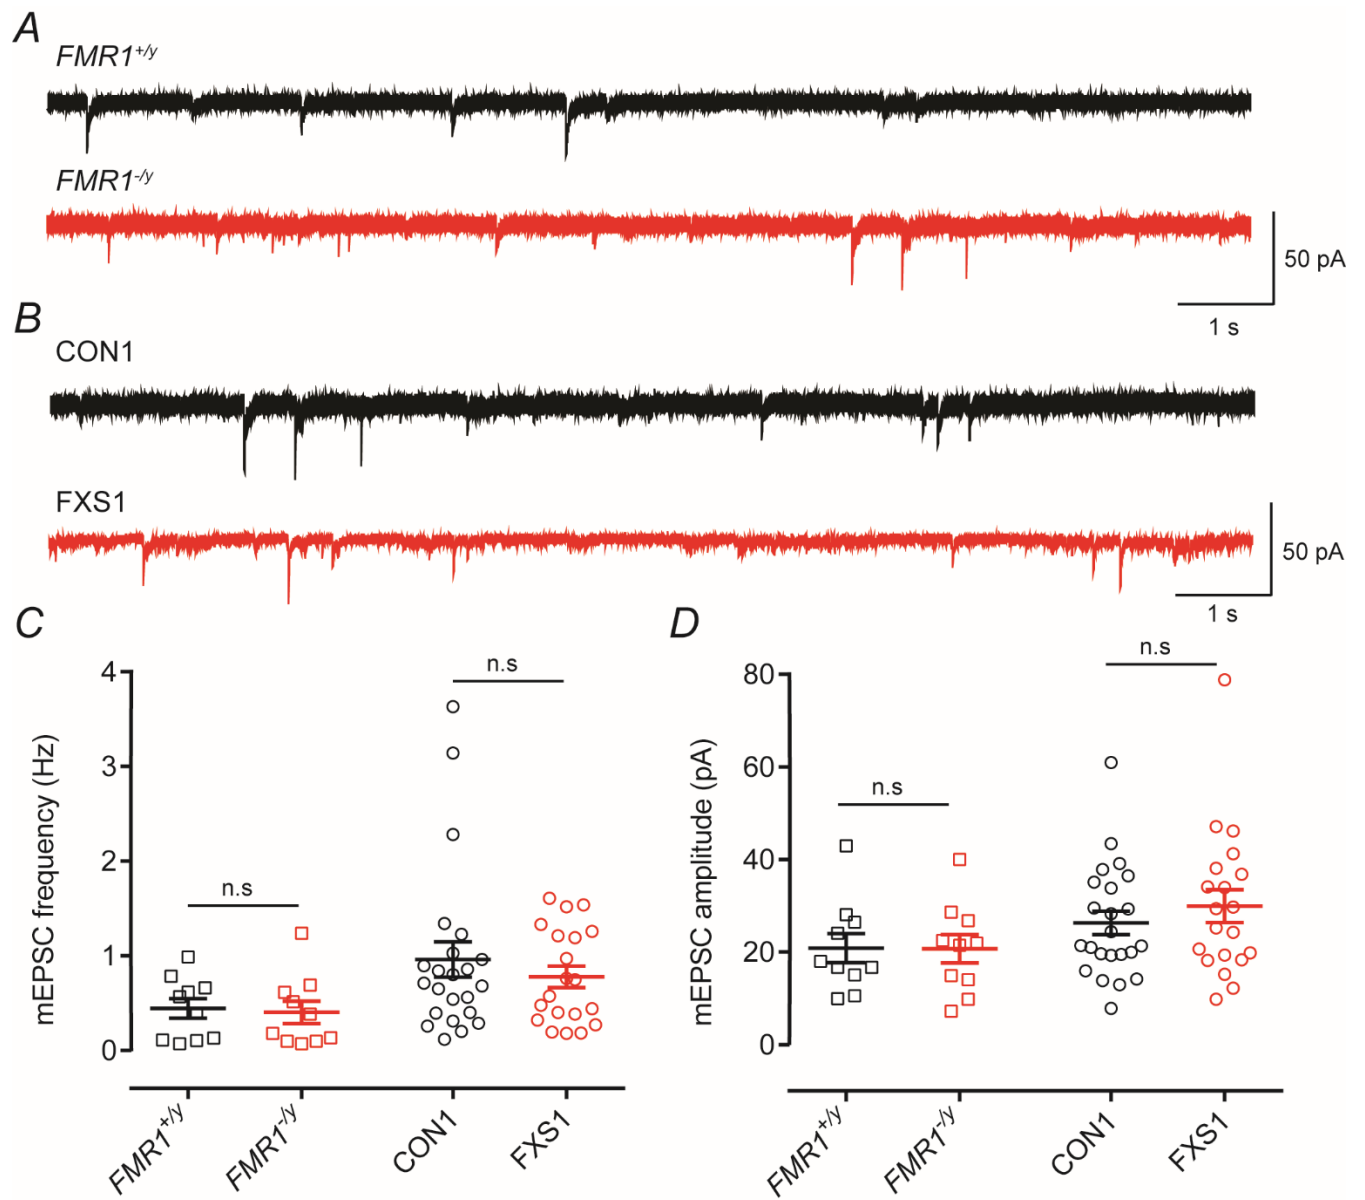 A
FMR1+/y
FMR1-/y
50 pA
1 s
B
CON1
FXS1
50 pA
1 s
C
D
mEPSC frequency (Hz)
4
3
2
1
0
n.s
n.s
FMR1+/y
FMR1-/y
CON1
FXS1
mEPSC amplitude (pA)
80
60
40
20
0
n.s
n.s
FMR1+/y
FMR1-/y
CON1
FXS1